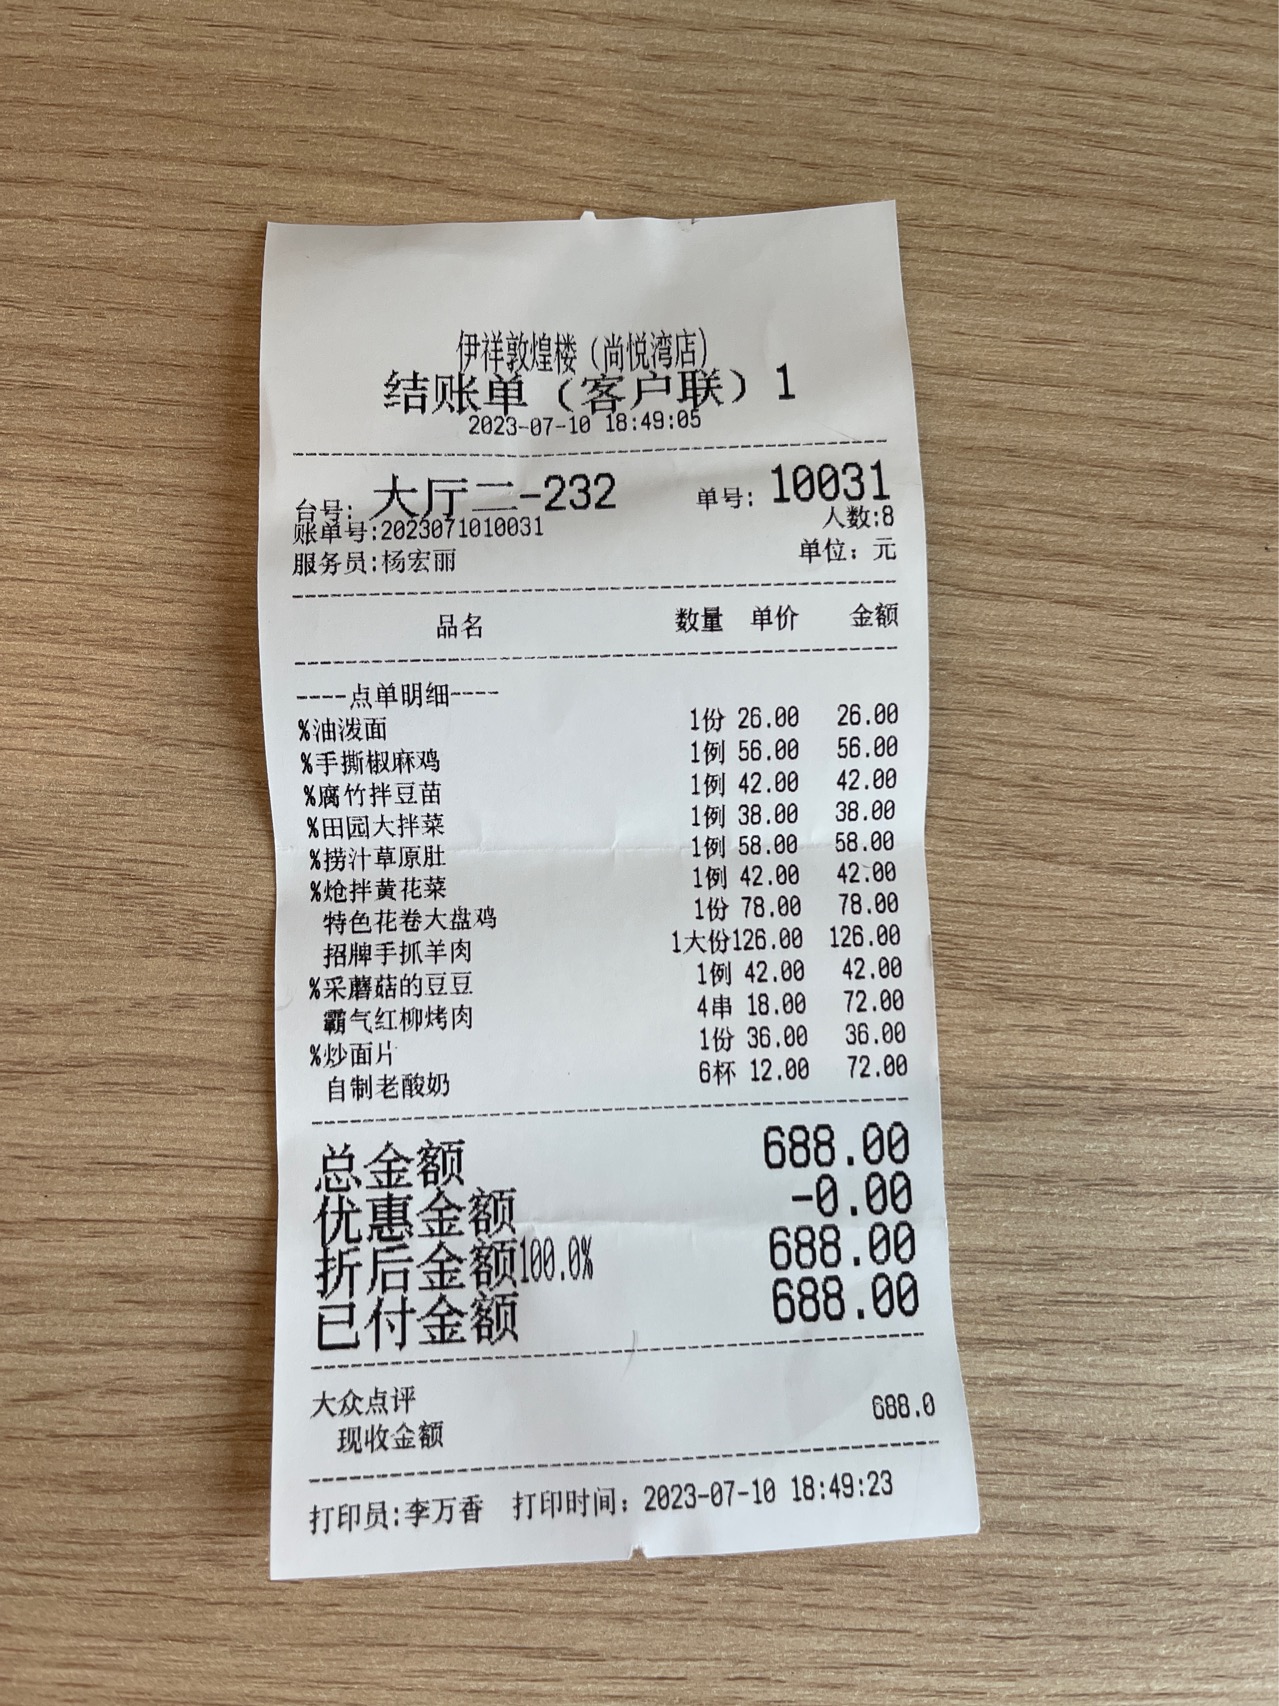 伊祥敦煌楼（尚悦湾店）
结账单（客户联）1
2023-07-10 18:49:05
台号: 大厅二-232 单号: 10031
账单号:2023071010031 人数:8
服务员:杨宏丽 单位: 元
品名 数量 单价 金额
----点单明细----
%油泼面 1份 26.00 26.00
%手撕椒麻鸡 1例 56.00 56.00
%腐竹拌豆苗 1例 42.00 42.00
%田园大拌菜 1例 38.00 38.00
%捞汁草原肚 1例 58.00 58.00
%炝拌黄花菜 1例 42.00 42.00
特色花卷大盘鸡 1份 78.00 78.00
招牌手抓羊肉 1大份126.00 126.00
%采蘑菇的豆豆 1例 42.00 42.00
霸气红柳烤肉 4串 18.00 72.00
%炒面片 1份 36.00 36.00
自制老酸奶 6杯 12.00 72.00
总金额 688.00
优惠金额 -0.00
折后金额100.0% 688.00
已付金额 688.00
大众点评 688.0
现收金额
打印员:李万香 打印时间: 2023-07-10 18:49:23